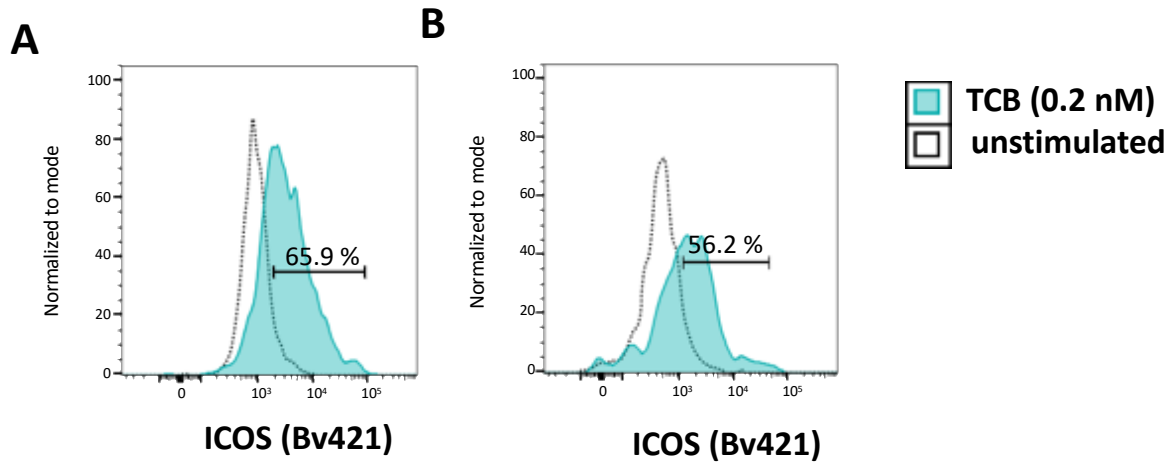 A
B
100
80
60
40
20
0
Normalized to mode
65.9 %
0
10³
10⁴
10⁵
ICOS (Bv421)
100
80
60
40
20
0
Normalized to mode
56.2 %
0
10³
10⁴
10⁵
ICOS (Bv421)
TCB (0.2 nM)
unstimulated